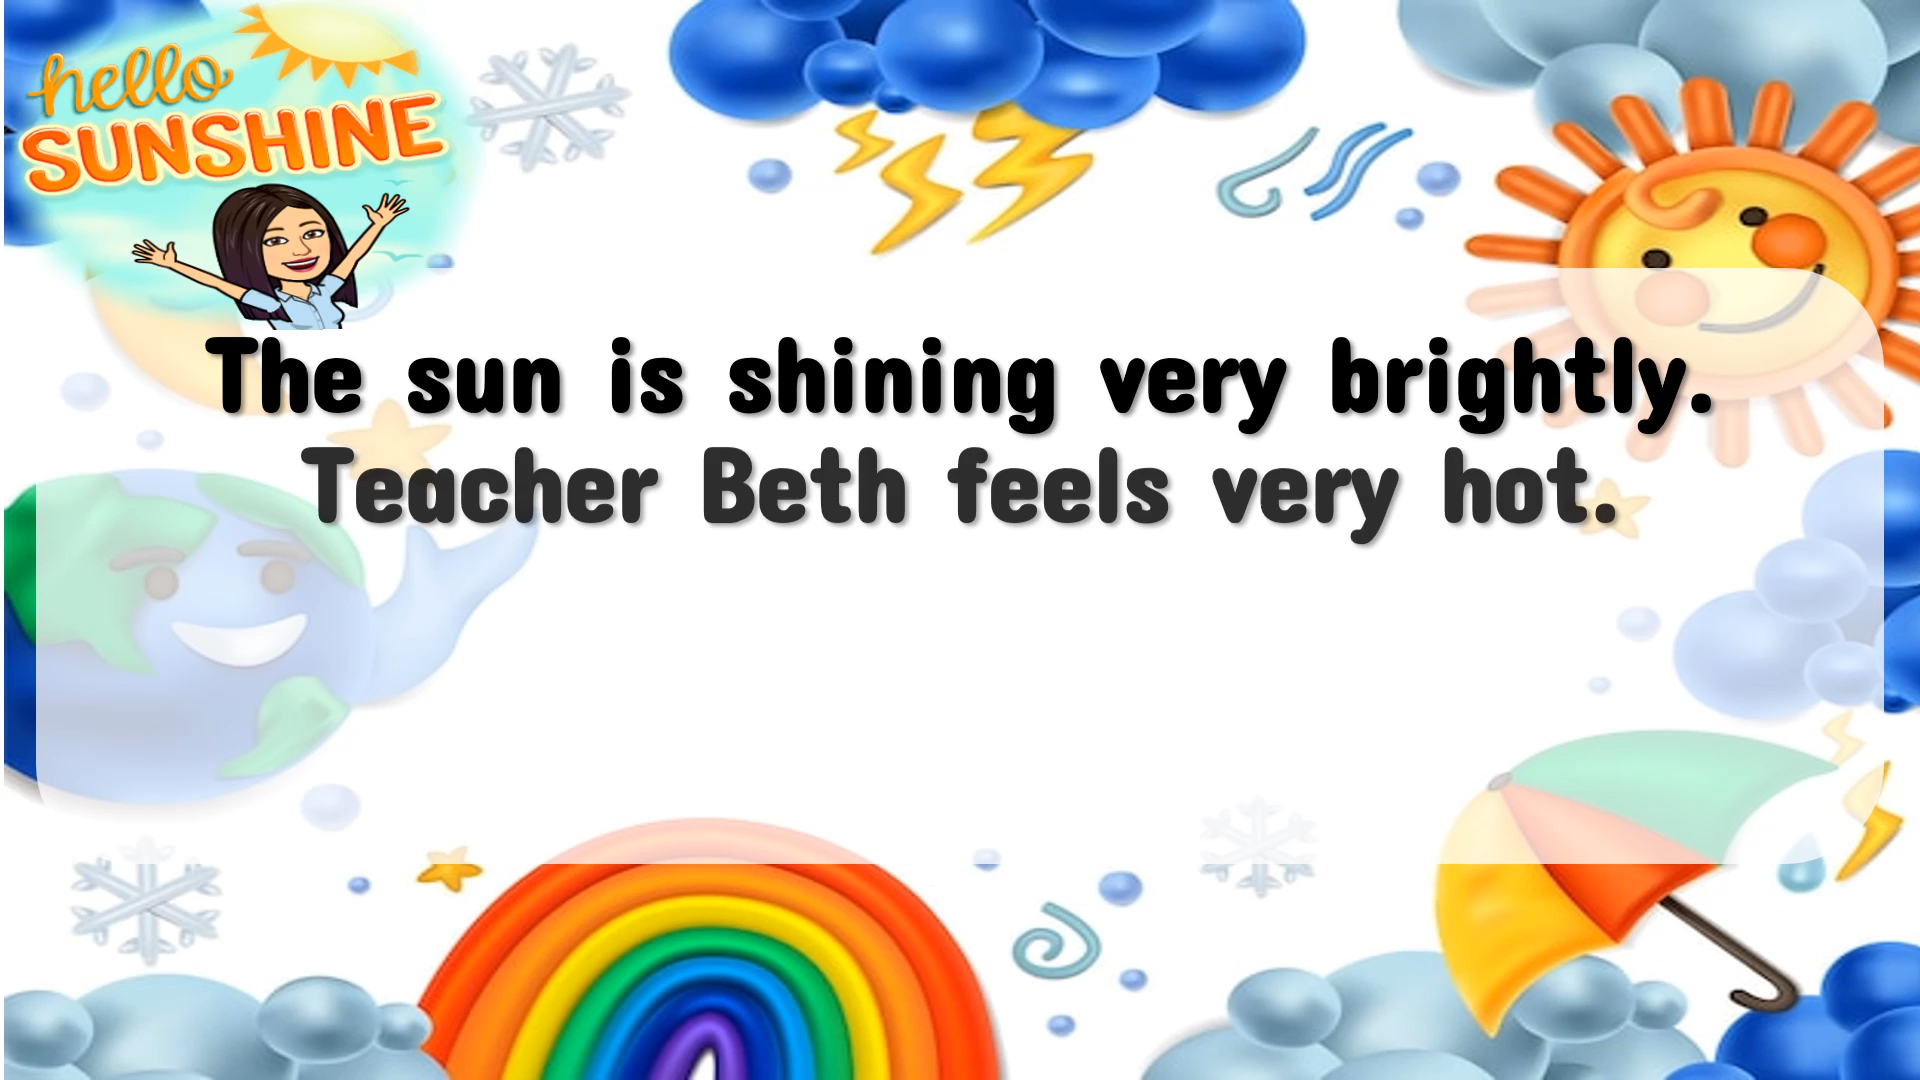 hello
SUNSHINE
The sun is shining very brightly.
Teacher Beth feels very hot.